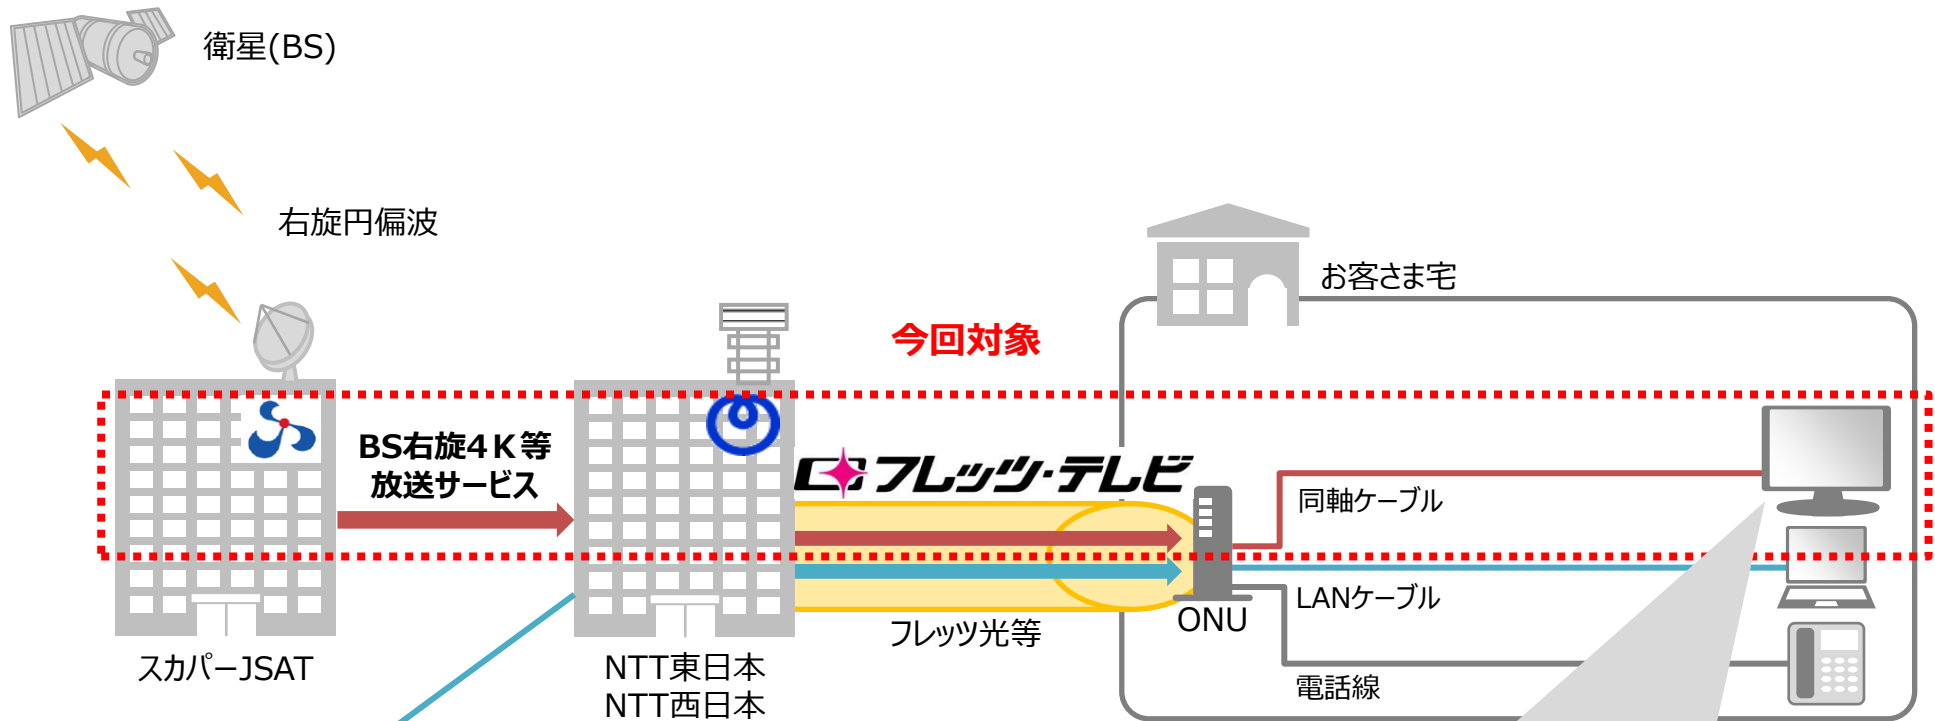 衛星(BS)
右旋円偏波
お客さま宅
今回対象
BS右旋4Ｋ等
放送サービス
フレッツ・テレビ
同軸ケーブル
LANケーブル
ONU
フレッツ光等
スカパーJSAT
NTT東日本
NTT西日本
電話線